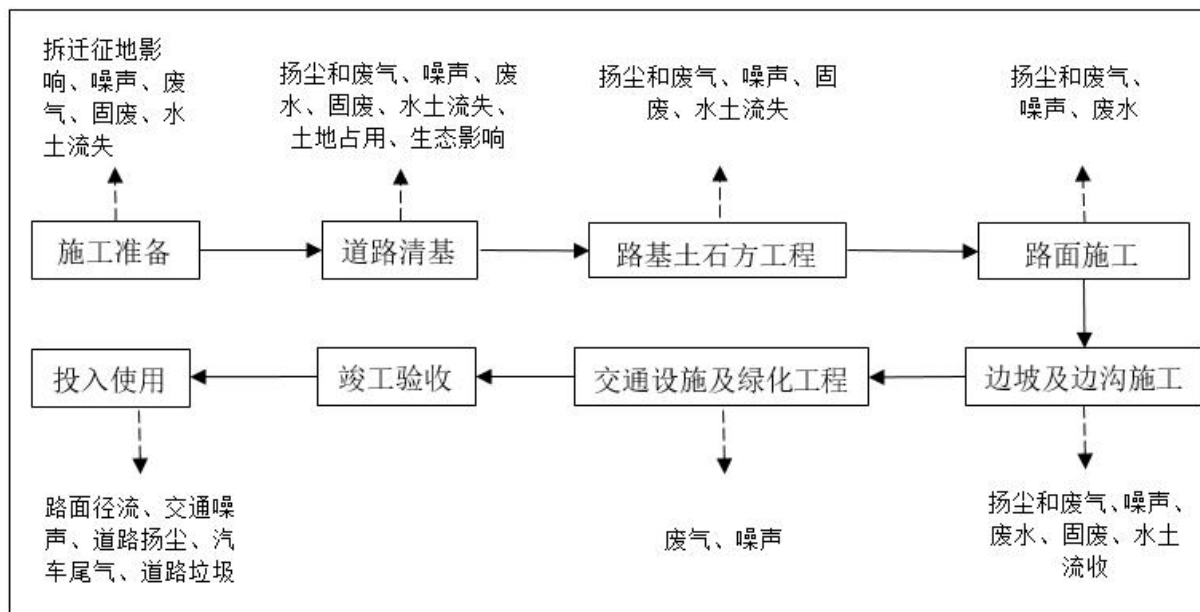 拆迁征地影
响、噪声、废
气、固废、水
土流失
扬尘和废气、噪声、废
水、固废、水土流失、
土地占用、生态影响
扬尘和废气、噪声、固
废、水土流失
扬尘和废气、
噪声、废水
施工准备
道路清基
路基土石方工程
路面施工
投入使用
竣工验收
交通设施及绿化工程
边坡及边沟施工
路面径流、交通噪
声、道路扬尘、汽
车尾气、道路垃圾
废气、噪声
扬尘和废气、噪声、
废水、固废、水土
流收